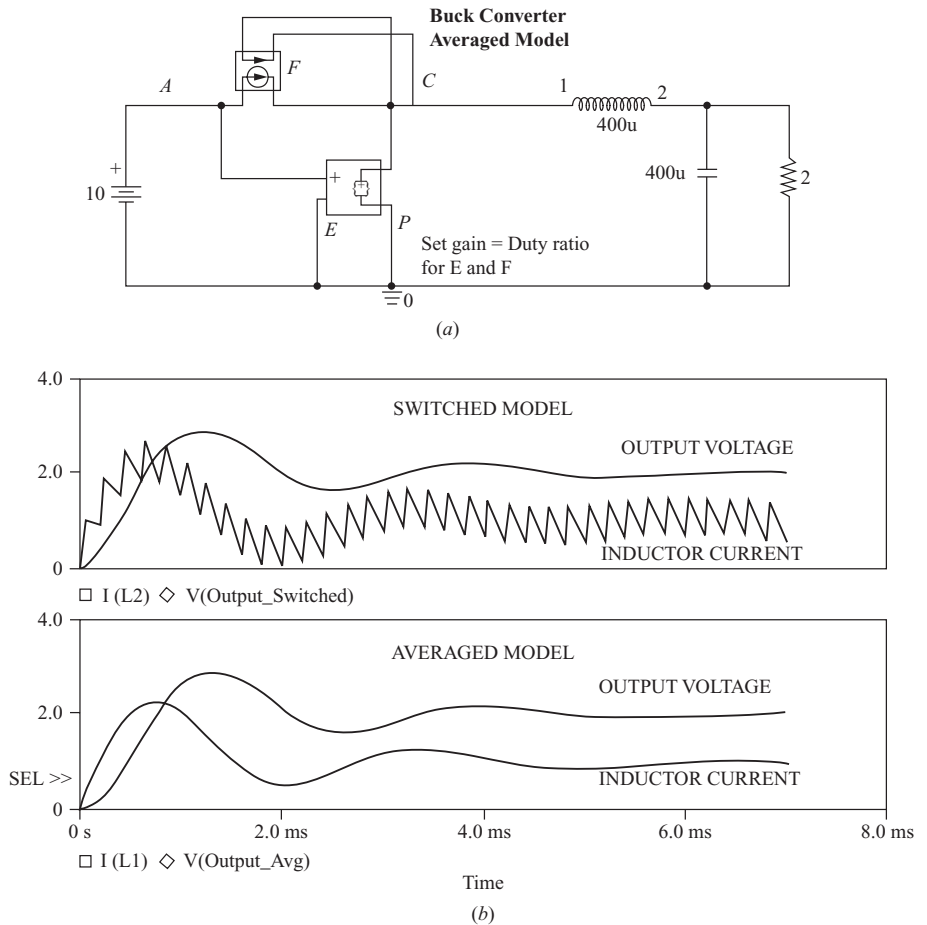 Buck Converter
Averaged Model
F
A
C
1
2
400u
+
10
+
+
400u
2
E
P
Set gain = Duty ratio
for E and F
0
(a)
4.0
SWITCHED MODEL
OUTPUT VOLTAGE
2.0
INDUCTOR CURRENT
0
I (L2) V(Output_Switched)
4.0
AVERAGED MODEL
OUTPUT VOLTAGE
2.0
SEL >>
INDUCTOR CURRENT
0
0 s 2.0 ms 4.0 ms 6.0 ms 8.0 ms
I (L1) V(Output_Avg)
Time
(b)